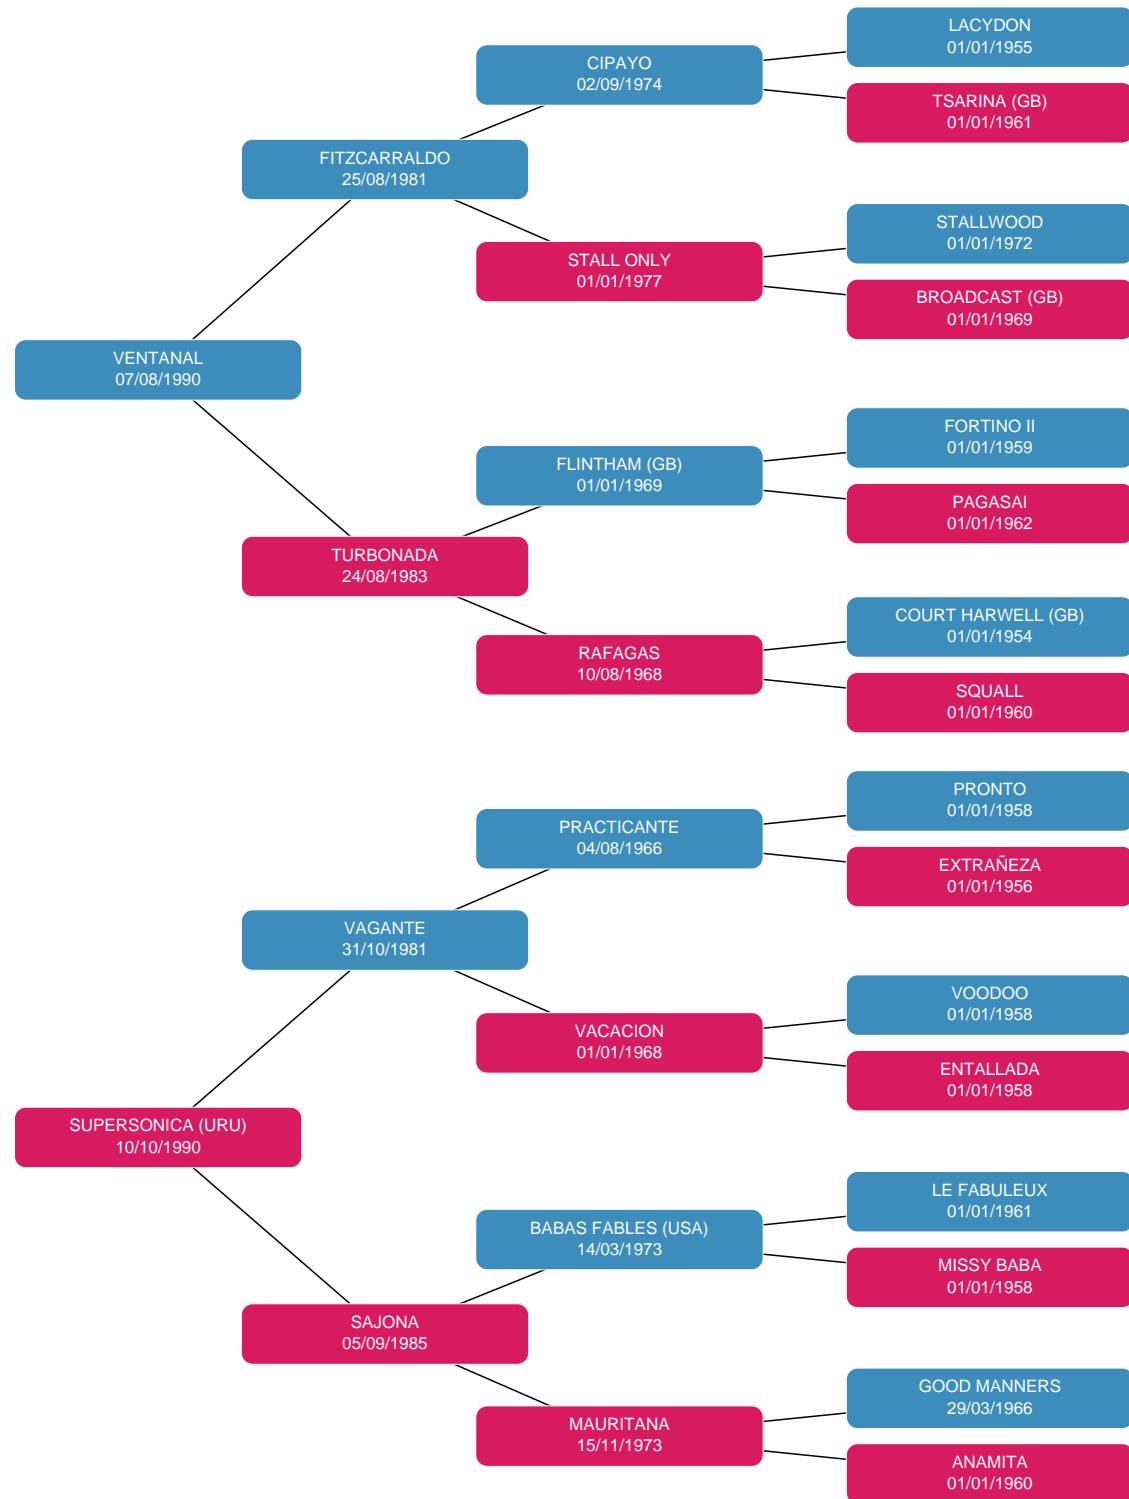 LACYDON
01/01/1955
CIPAYO
02/09/1974
TSARINA (GB)
01/01/1961
FITZCARRALDO
25/08/1981
STALLWOOD
01/01/1972
STALL ONLY
01/01/1977
BROADCAST (GB)
01/01/1969
VENTANAL
07/08/1990
FORTINO II
01/01/1959
FLINTHAM (GB)
01/01/1969
PAGASAI
01/01/1962
TURBONADA
24/08/1983
COURT HARWELL (GB)
01/01/1954
RAFAGAS
10/08/1968
SQUALL
01/01/1960
PRONTO
01/01/1958
PRACTICANTE
04/08/1966
EXTRAÑEZA
01/01/1956
VAGANTE
31/10/1981
VOODOO
01/01/1958
VACACION
01/01/1968
ENTALLADA
01/01/1958
SUPERSONICA (URU)
10/10/1990
LE FABULEUX
01/01/1961
BABAS FABLES (USA)
14/03/1973
MISSY BABA
01/01/1958
SAJONA
05/09/1985
GOOD MANNERS
29/03/1966
MAURITANA
15/11/1973
ANAMITA
01/01/1960